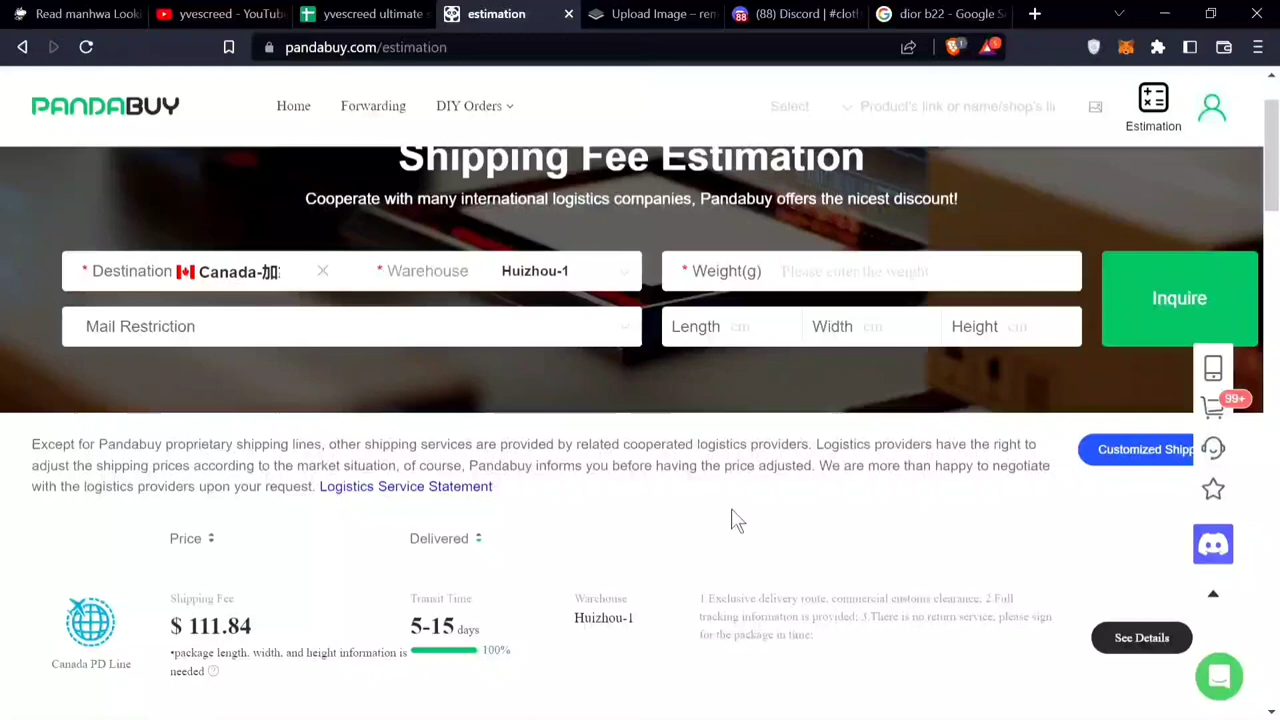 Read manhwa Look
yvescreed - YouTub
yvescreed ultimate s
estimation
Upload Image – rem
(88) Discord | #cloth
dior b22 - Google Se
pandabuy.com/estimation
PANDABUY
Home
Forwarding
DIY Orders
Select
Product's link or name/shop's lin
Estimation
Shipping Fee Estimation
Cooperate with many international logistics companies, Pandabuy offers the nicest discount!
* Destination Canada-加
* Warehouse Huizhou-1
* Weight(g) Please enter the weight
Inquire
Mail Restriction
Length cm
Width cm
Height cm
99+
Except for Pandabuy proprietary shipping lines, other shipping services are provided by related cooperated logistics providers. Logistics providers have the right to
adjust the shipping prices according to the market situation, of course, Pandabuy informs you before having the price adjusted. We are more than happy to negotiate
with the logistics providers upon your request. Logistics Service Statement
Customized Shipp
Price
Delivered
Canada PD Line
Shipping Fee
$ 111.84
•package length, width, and height information is
needed
Transit Time
5-15 days
100%
Warehouse
Huizhou-1
1.Exclusive delivery route, commercial customs clearance; 2.Full
tracking information is provided; 3.There is no return service, please sign
for the package in time;
See Details